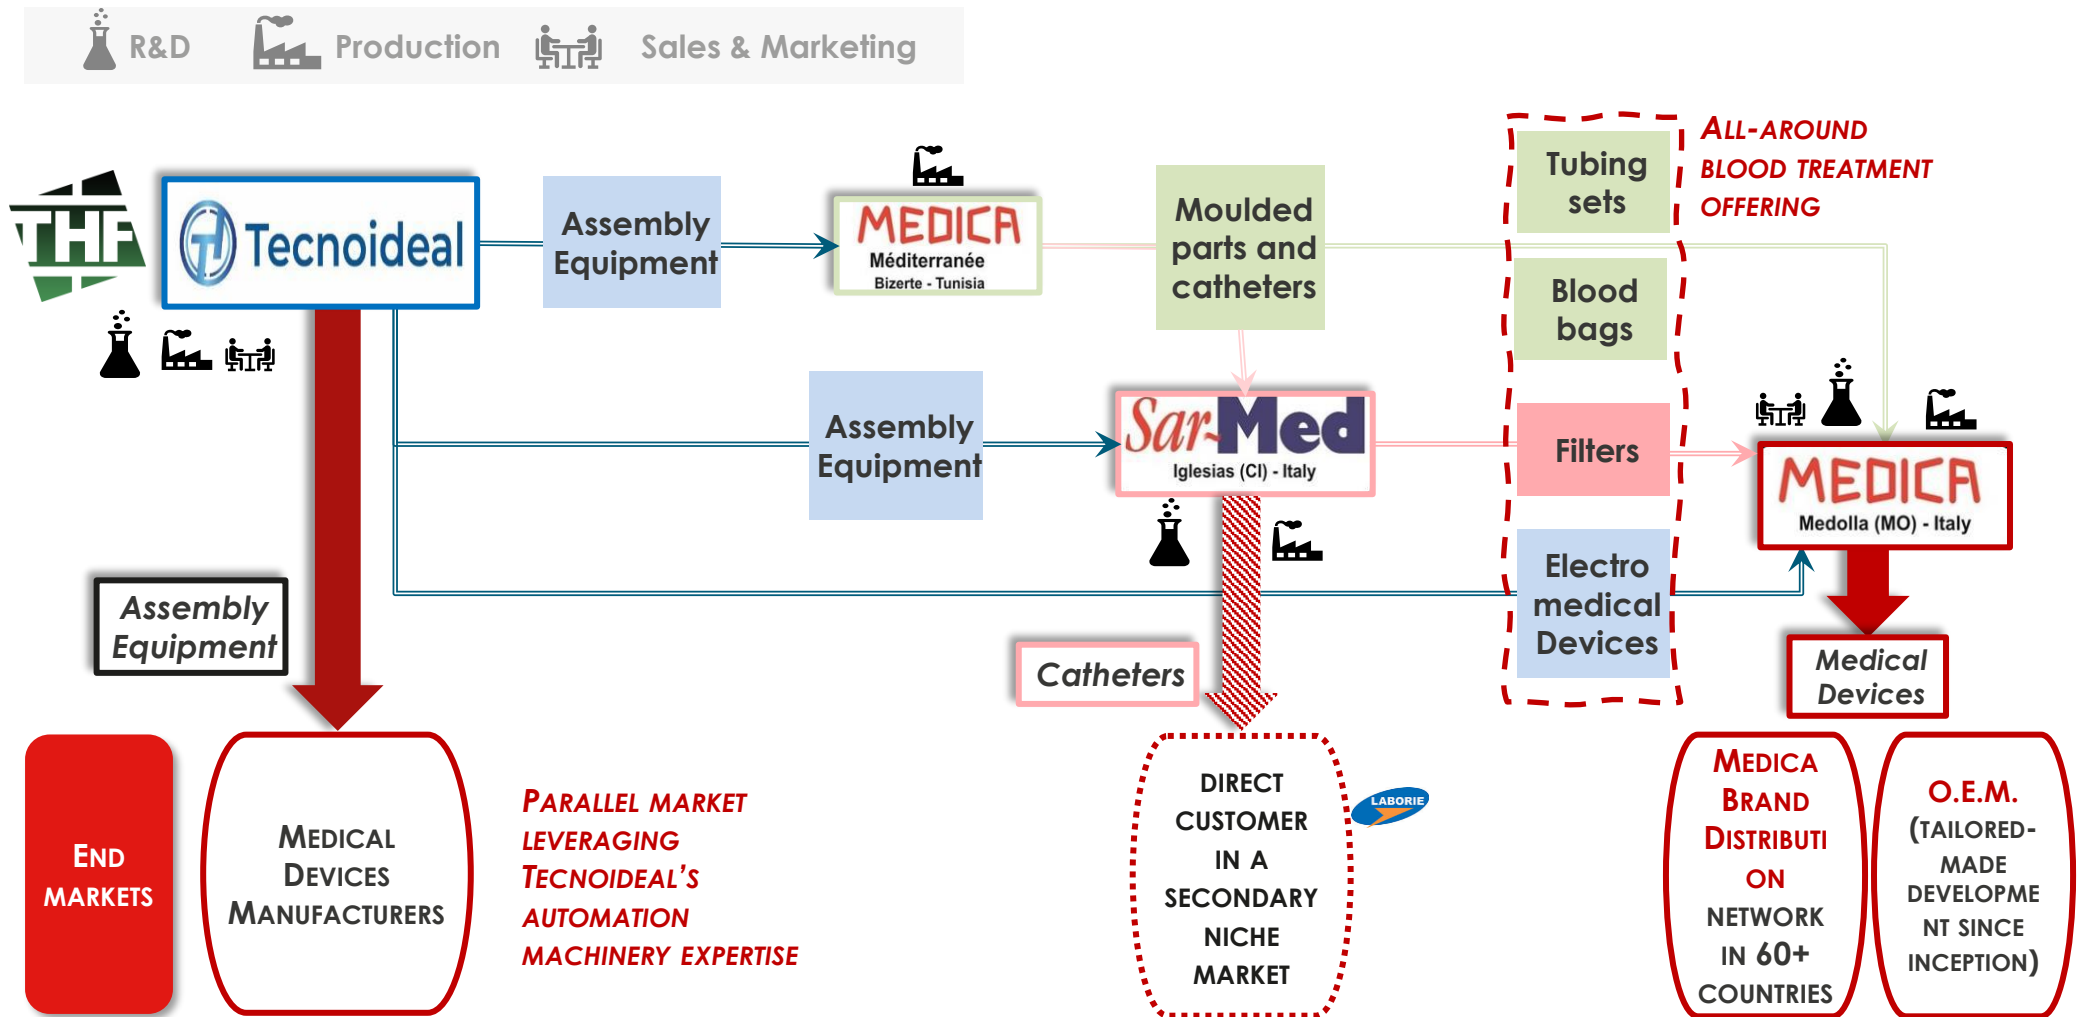 R&D
Production
Sales & Marketing
THF
Tecnoideal
Assembly
Equipment
MEDICA
Méditerranée
Bizerte - Tunisia
Moulded
parts and
catheters
Tubing
sets
ALL-AROUND
BLOOD TREATMENT
OFFERING
Blood
bags
Assembly
Equipment
Sar-Med
Iglesias (CI) - Italy
Filters
MEDICA
Medolla (MO) - Italy
Electro
medical
Devices
Assembly
Equipment
Catheters
Medical
Devices
END
MARKETS
MEDICAL
DEVICES
MANUFACTURERS
PARALLEL MARKET
LEVERAGING
TECNOIDEAL'S
AUTOMATION
MACHINERY EXPERTISE
DIRECT
CUSTOMER
IN A
SECONDARY
NICHE
MARKET
LABORIE
MEDICA
BRAND
DISTRIBUTI
ON
NETWORK
IN 60+
COUNTRIES
O.E.M.
(TAILORED-
MADE
DEVELOPME
NT SINCE
INCEPTION)